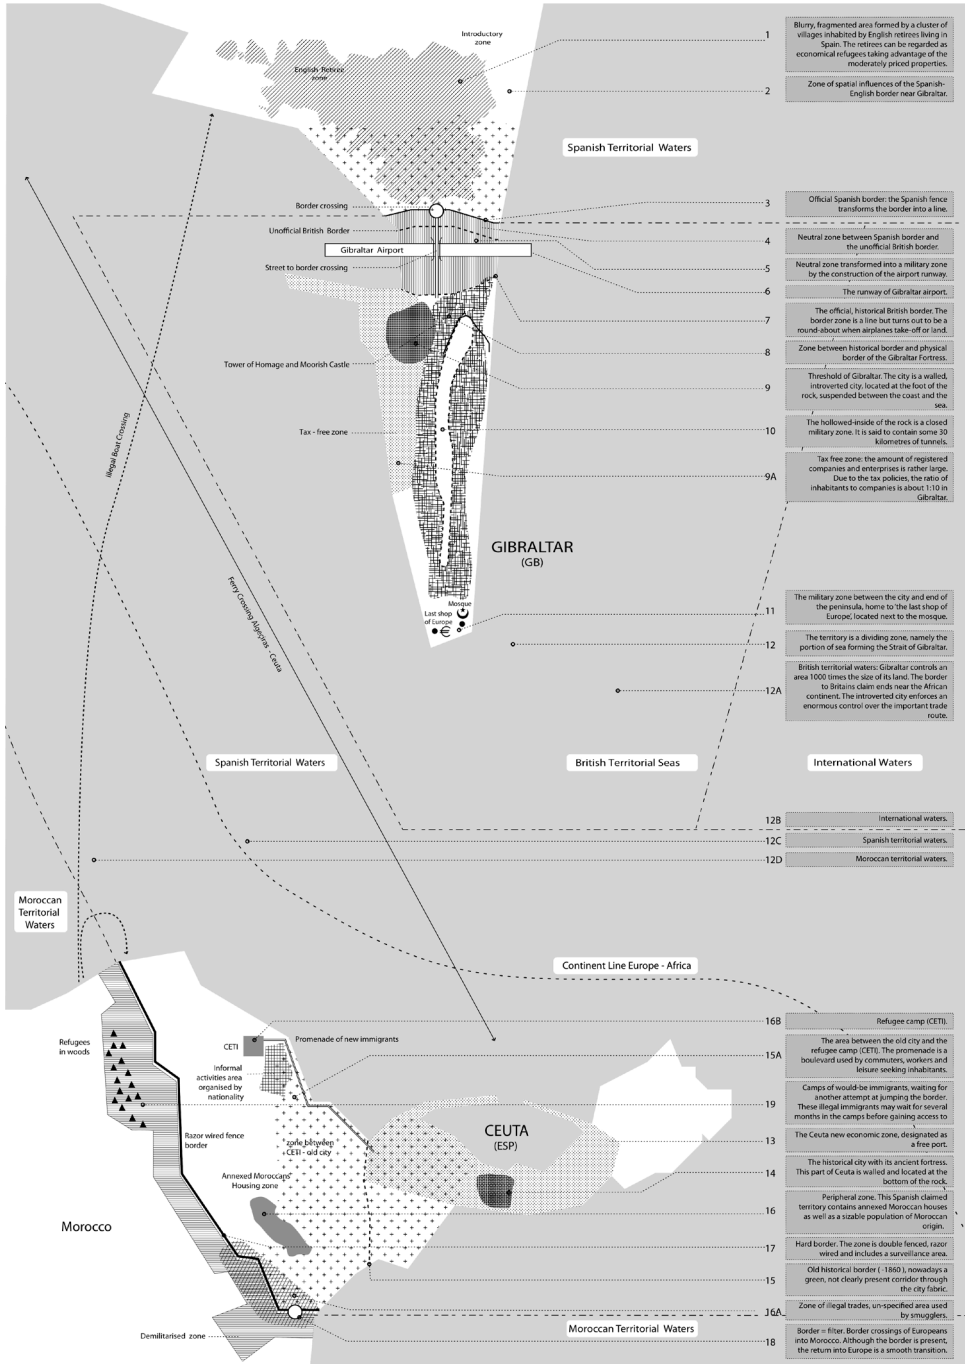 Introductory
zone
English Retiree
zone
1
Blurry, fragmented area formed by a cluster of
villages inhabited by English retirees living in
Spain. The retirees can be regarded as
economical refugees taking advantage of the
moderately priced properties.
2
Zone of spatial influences of the Spanish-
English border near Gibraltar.
Spanish Territorial Waters
Border crossing
3
Official Spanish border: the Spanish fence
transforms the border into a line.
Unofficial British Border
4
Neutral zone between Spanish border and
the unofficial British border.
Gibraltar Airport
Street to border crossing
5
Neutral zone transformed into a military zone
by the construction of the airport runway.
6
The runway of Gibraltar airport.
7
The official, historical British border. The
border zone is a line but turns out to be a
round-about when airplanes take-off or land.
8
Zone between historical border and physical
border of the Gibraltar Fortress.
Tower of Homage and Moorish Castle
9
Threshold of Gibraltar. The city is a walled,
introverted city, located at the foot of the
rock, suspended between the coast and the
sea.
10
The hollowed-inside of the rock is a closed
military zone. It is said to contain some 30
kilometres of tunnels.
Tax - free zone
9A
Tax free zone: the amount of registered
companies and enterprises is rather large.
Due to the tax policies, the ratio of
inhabitants to companies is about 1:10 in
Gibraltar.
illegal Boat Crossing
Ferry Crossing Algepiras - Ceuta
GIBRALTAR
(GB)
Mosque
Last shop
of Europe
€
11
The military zone between the city and end of
the peninsula, home to 'the last shop of
Europe', located next to the mosque.
12
The territory is a dividing zone, namely the
portion of sea forming the Strait of Gibraltar.
12A
British territorial waters: Gibraltar controls an
area 1000 times the size of its land. The border
to Britains claim ends near the African
continent. The introverted city enforces an
enormous control over the important trade
route.
Spanish Territorial Waters
British Territorial Seas
International Waters
12B
International waters.
12C
Spanish territorial waters.
12D
Moroccan territorial waters.
Moroccan
Territorial
Waters
Continent Line Europe - Africa
16B
Refugee camp (CETI).
Refugees
in woods
CETI
Promenade of new immigrants
15A
The area between the old city and the
refugee camp (CETI). The promenade is a
boulevard used by commuters, workers and
leisure seeking inhabitants.
Informal
activities area
organised by
nationality
19
Camps of would-be immigrants, waiting for
another attempt at jumping the border.
These illegal immigrants may wait for several
months in the camps before gaining access to
Razor wired fence
border
zone between
CETI - old city
CEUTA
(ESP)
13
The Ceuta new economic zone, designated as
a free port.
14
The historical city with its ancient fortress.
This part of Ceuta is walled and located at the
bottom of the rock.
Annexed Moroccans'
Housing zone
16
Peripheral zone. This Spanish claimed
territory contains annexed Moroccan houses
as well as a sizable population of Moroccan
origin.
Morocco
17
Hard border. The zone is double fenced, razor
wired and includes a surveillance area.
15
Old historical border ( -1860 ), nowadays a
green, not clearly present corridor through
the city fabric.
16A
Zone of illegal trades, un-specified area used
by smugglers.
Moroccan Territorial Waters
Demilitarised zone
18
Border = filter. Border crossings of Europeans
into Morocco. Although the border is present,
the return into Europe is a smooth transition.